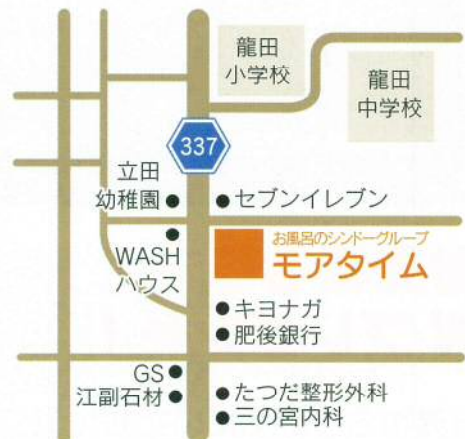 龍田
小学校
龍田
中学校
337
立田
幼稚園
セブンイレブン
WASH
ハウス
お風呂のシンドーグループ
モアタイム
キヨナガ
肥後銀行
GS
江副石材
たつだ整形外科
三の宮内科